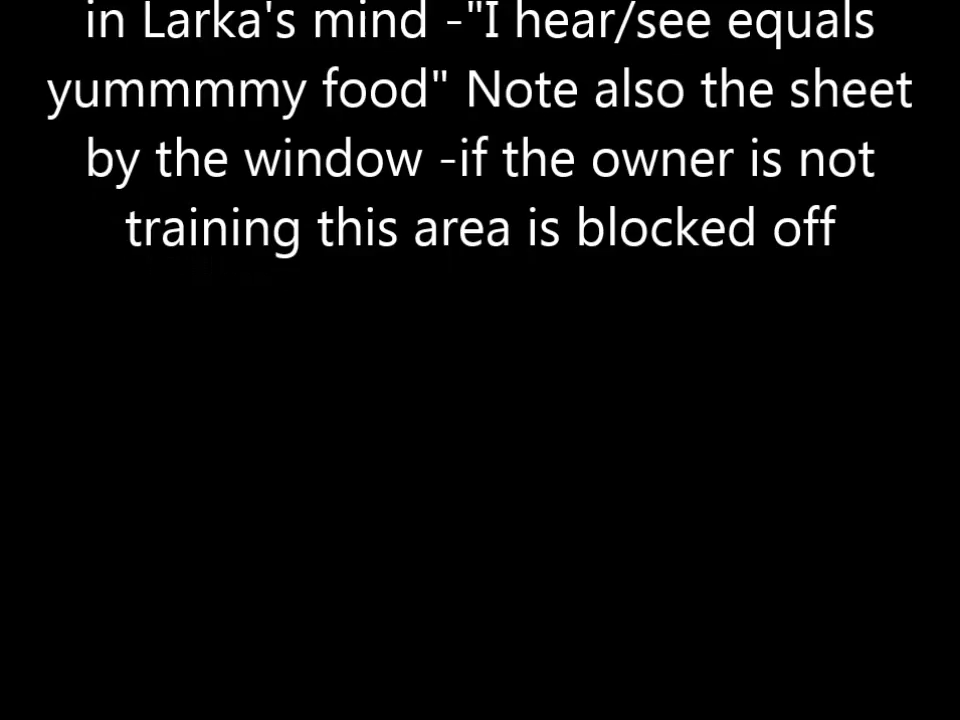 in Larka's mind -"I hear/see equals
yummmmy food" Note also the sheet
by the window -if the owner is not
training this area is blocked off